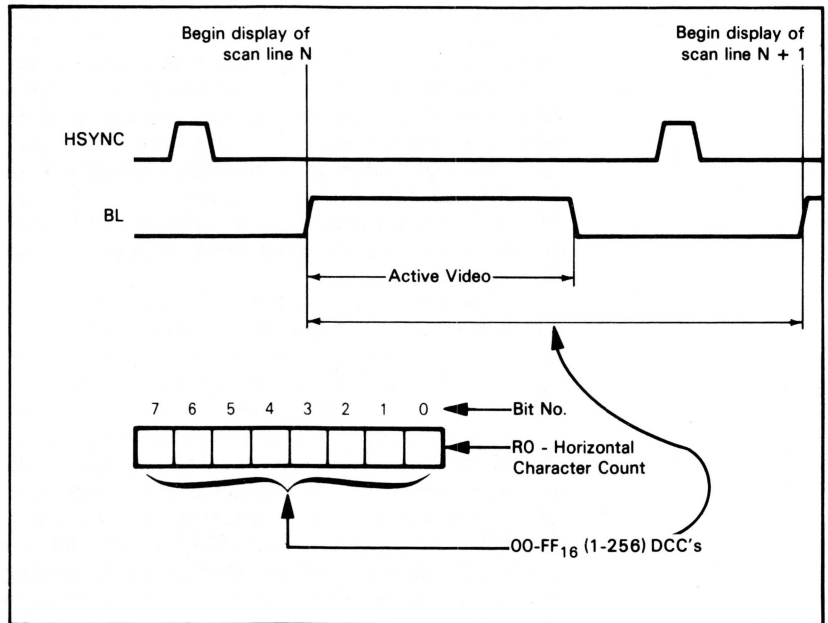 Begin display of
scan line N
Begin display of
scan line N + 1
HSYNC
BL
Active Video
7 6 5 4 3 2 1 0
Bit No.
R0 - Horizontal
Character Count
00-FF16 (1-256) DCC's